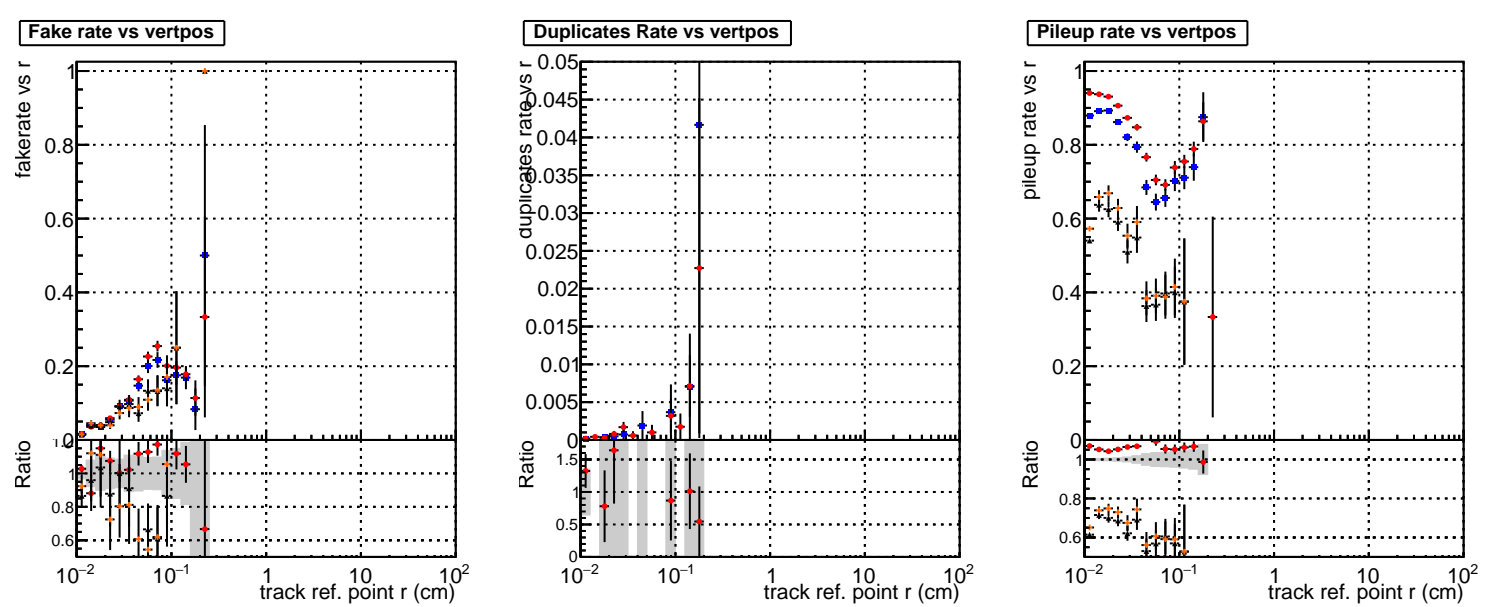 Fake rate vs vertpos
fakerate vs r
1
0.8
0.6
0.4
0.2
Ratio
1
0.8
0.6
10⁻² 10⁻¹ 1 10 10²
track ref. point r (cm)
Duplicates Rate vs vertpos
duplicates rate vs r
0.05
0.045
0.04
0.035
0.03
0.025
0.02
0.015
0.01
0.005
0
Ratio
1.5
1
0.5
0
10⁻² 10⁻¹ 1 10 10²
track ref. point r (cm)
Pileup rate vs vertpos
pileup rate vs r
1
0.8
0.6
0.4
0.2
0
Ratio
1
0.8
0.6
10⁻² 10⁻¹ 1 10 10²
track ref. point r (cm)